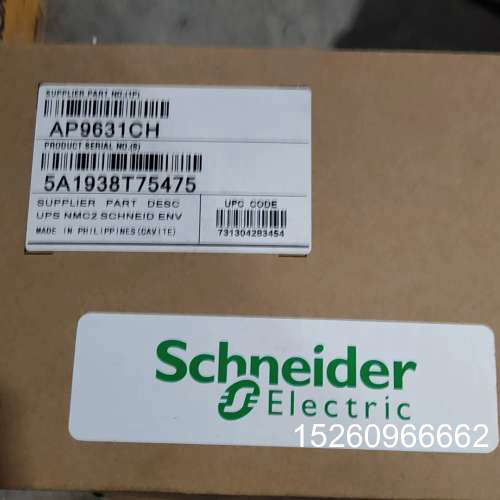 SUPPLIER PART NO.(1P)
AP9631CH
PRODUCT SERIAL NO.(S)
5A1938T75475
SUPPLIER PART DESC
UPS NMC2 SCHNEID ENV
MADE IN PHILIPPINES(CAVITE)
UPC CODE
731304283454
Schneider
Electric
15260966662